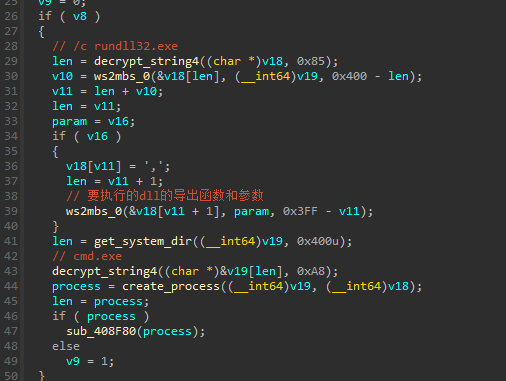 25 v9 = 0;
26 if ( v8 )
27 {
28 // /c rundll32.exe
29 len = decrypt_string4((char *)v18, 0x85);
30 v10 = ws2mbs_0(&v18[len], (__int64)v19, 0x400 - len);
31 v11 = len + v10;
32 len = v11;
33 param = v16;
34 if ( v16 )
35 {
36 v18[v11] = ',';
37 len = v11 + 1;
38 // 要执行的dll的导出函数和参数
39 ws2mbs_0(&v18[v11 + 1], param, 0x3FF - v11);
40 }
41 len = get_system_dir((__int64)v19, 0x400u);
42 // cmd.exe
43 decrypt_string4((char *)&v19[len], 0xA8);
44 process = create_process((__int64)v19, (__int64)v18);
45 len = process;
46 if ( process )
47 sub_408F80(process);
48 else
49 v9 = 1;
50 }